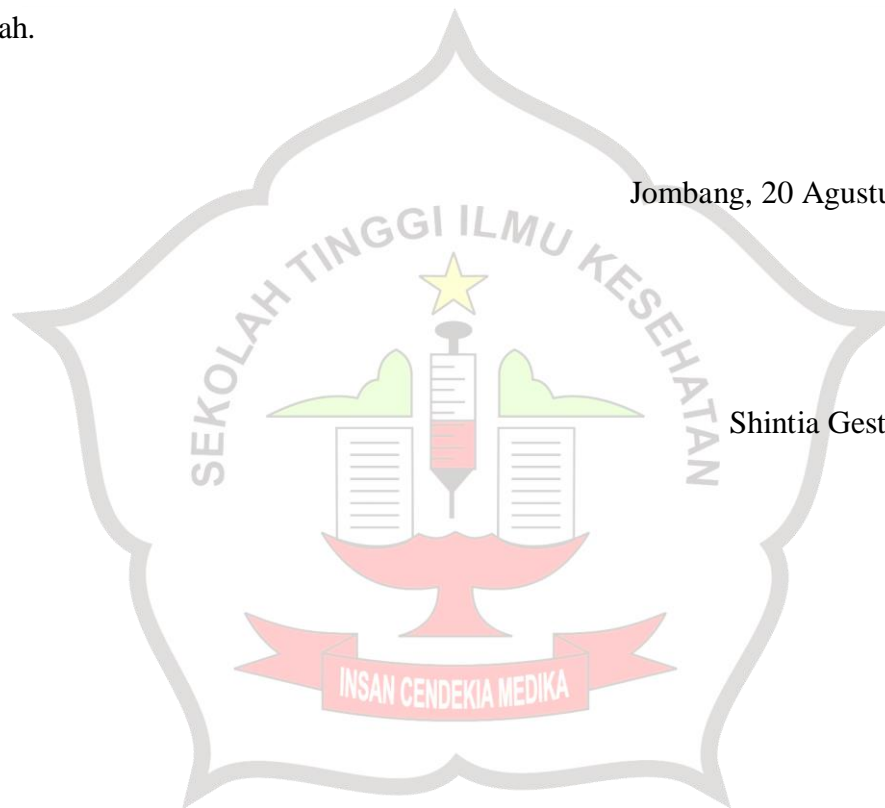 ah.
Jombang, 20 Agustu
SEKOLAH TINGGI ILMU KESEHATAN
Shintia Gest
INSAN CENDEKIA MEDIKA